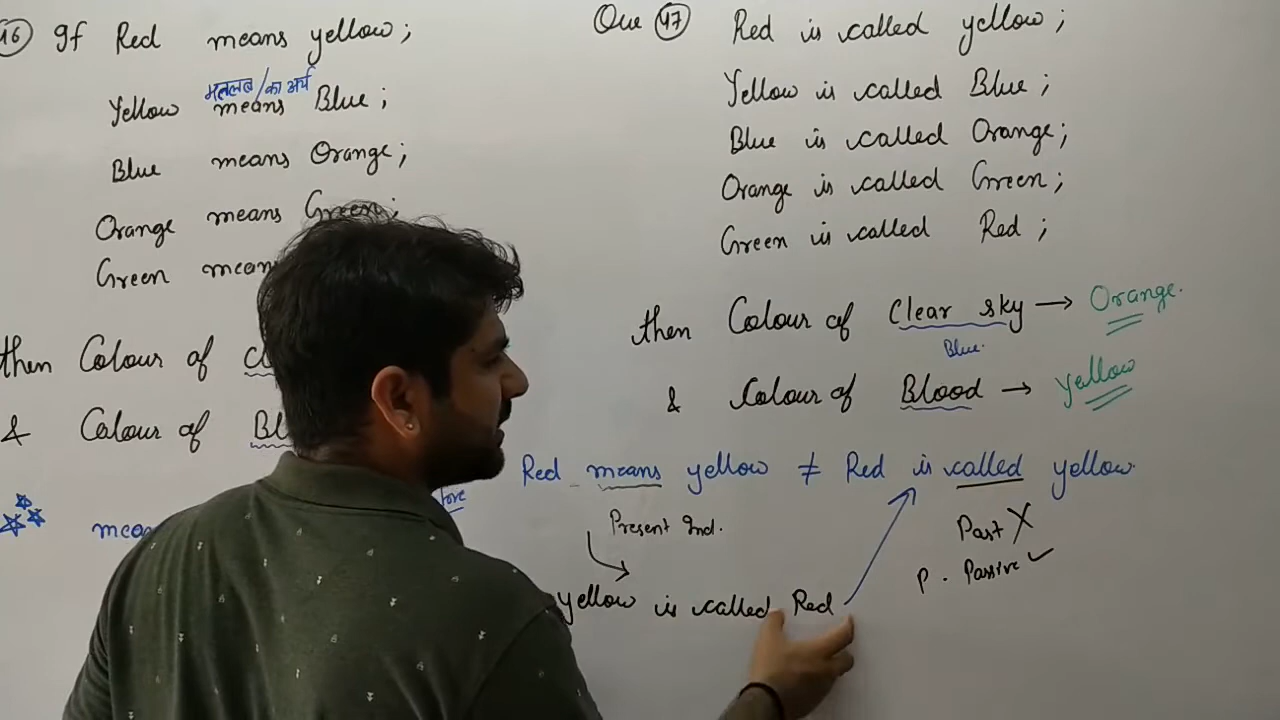 16 If Red means yellow;
मतलब/का अर्थ
Yellow means Blue;
Blue means Orange;
Orange means Green;
Green means
then Colour of
& Colour of
means
Que 17 Red is called yellow;
Yellow is called Blue;
Blue is called Orange;
Orange is called Green;
Green is called Red;
then Colour of Clear sky → Orange.
Blue.
& Colour of Blood → yellow
Red means yellow ≠ Red is called yellow.
Present Ind.
Past X
P. Passive ✓
yellow is called Red